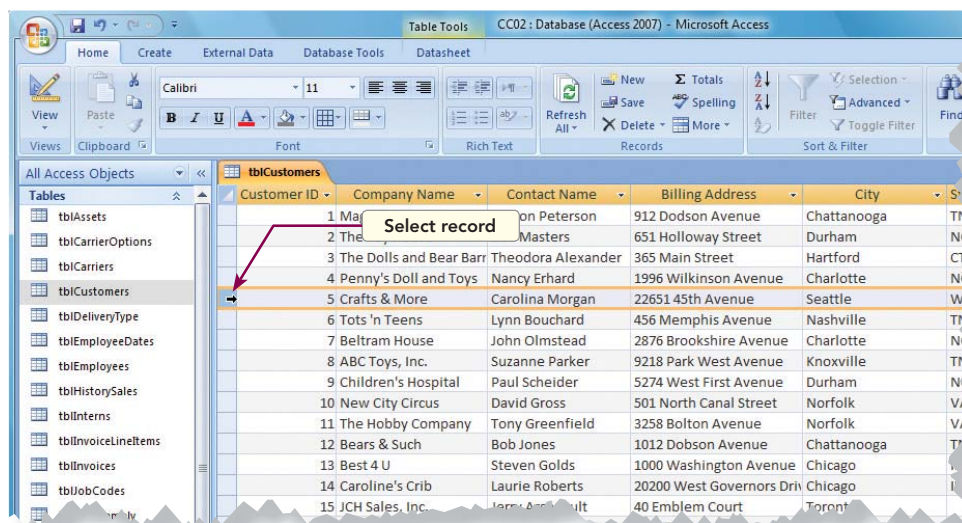 Table Tools
CC02 : Database (Access 2007) - Microsoft Access
Home Create External Data Database Tools Datasheet
View
Paste
Calibri 11
B I U A
ab
Refresh All
New
Save
Delete
Σ Totals
ABC Spelling
More
A Z
Z A
Filter
Selection
Advanced
Toggle Filter
Find
Views Clipboard Font Rich Text Records Sort & Filter
All Access Objects
Tables
tblAssets
tblCarrierOptions
tblCarriers
tblCustomers
tblDeliveryType
tblEmployeeDates
tblEmployees
tblHistorySales
tblInterns
tblInvoiceLineItems
tblInvoices
tblJobCodes
tblCustomers
Customer ID Company Name Contact Name Billing Address City
Select record
1 Peterson 912 Dodson Avenue Chattanooga
2 Masters 651 Holloway Street Durham
3 The Dolls and Bear Barr Theodora Alexander 365 Main Street Hartford
4 Penny's Doll and Toys Nancy Erhard 1996 Wilkinson Avenue Charlotte
5 Crafts & More Carolina Morgan 22651 45th Avenue Seattle
6 Tots 'n Teens Lynn Bouchard 456 Memphis Avenue Nashville
7 Beltram House John Olmstead 2876 Brookshire Avenue Charlotte
8 ABC Toys, Inc. Suzanne Parker 9218 Park West Avenue Knoxville
9 Children's Hospital Paul Scheider 5274 West First Avenue Durham
10 New City Circus David Gross 501 North Canal Street Norfolk
11 The Hobby Company Tony Greenfield 3258 Bolton Avenue Norfolk
12 Bears & Such Bob Jones 1012 Dobson Avenue Chattanooga
13 Best 4 U Steven Golds 1000 Washington Avenue Chicago
14 Caroline's Crib Laurie Roberts 20200 West Governors Driv Chicago
15 JCH Sales, Inc. 40 Emblem Court